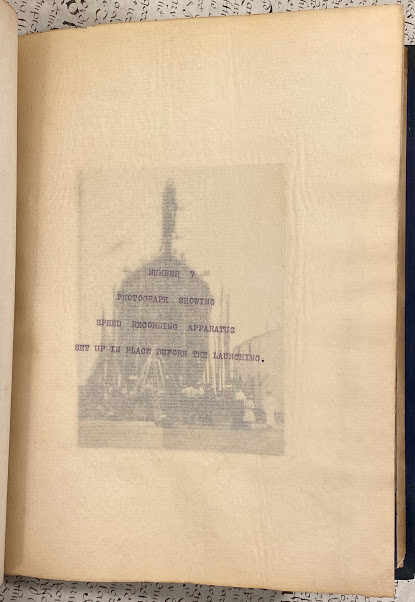 NUMBER 7
PHOTOGRAPH SHOWING
SPEED RECORDING APPARATUS
SET UP IN PLACE BEFORE THE LAUNCHING.